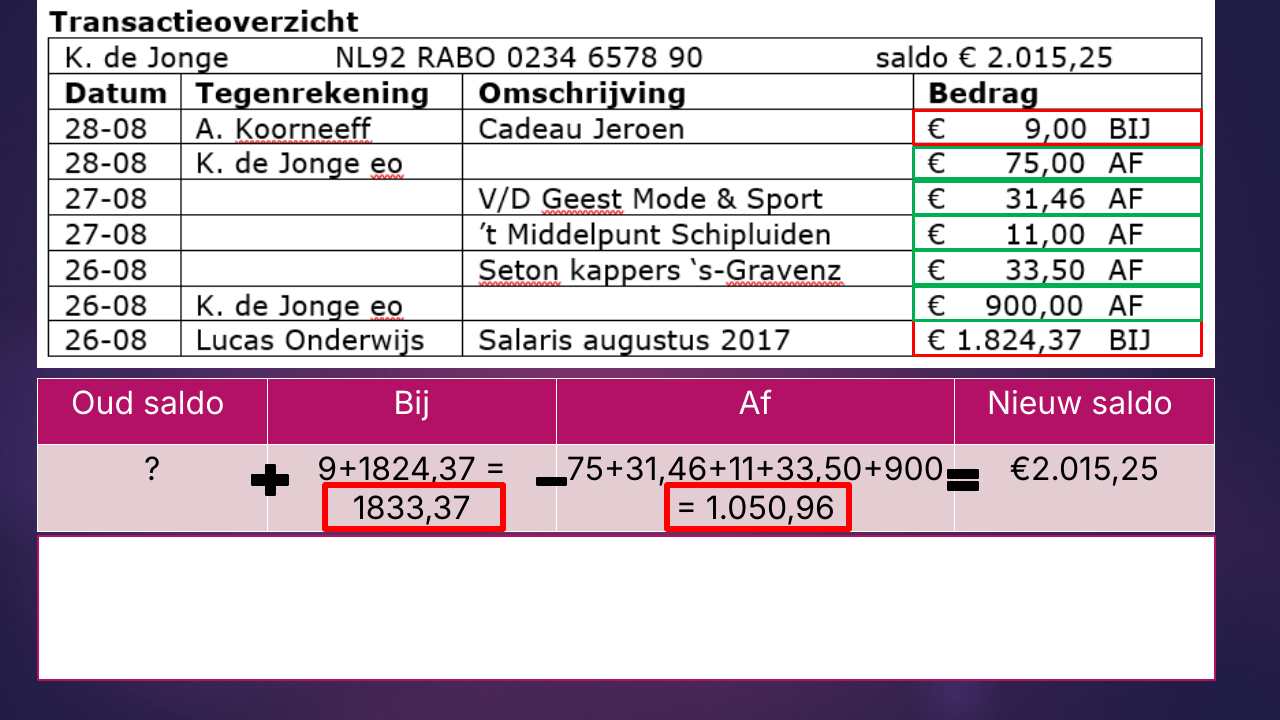 Transactieoverzicht
K. de Jonge NL92 RABO 0234 6578 90 saldo € 2.015,25
Datum Tegenrekening Omschrijving Bedrag
28-08 A. Koorneeff Cadeau Jeroen € 9,00 BIJ
28-08 K. de Jonge eo € 75,00 AF
27-08 V/D Geest Mode & Sport € 31,46 AF
27-08 ’t Middelpunt Schipluiden € 11,00 AF
26-08 Seton kappers ‘s-Gravenz € 33,50 AF
26-08 K. de Jonge eo € 900,00 AF
26-08 Lucas Onderwijs Salaris augustus 2017 € 1.824,37 BIJ
Oud saldo Bij Af Nieuw saldo
? + 9+1824,37 = − 75+31,46+11+33,50+900 = €2.015,25
1833,37 = 1.050,96